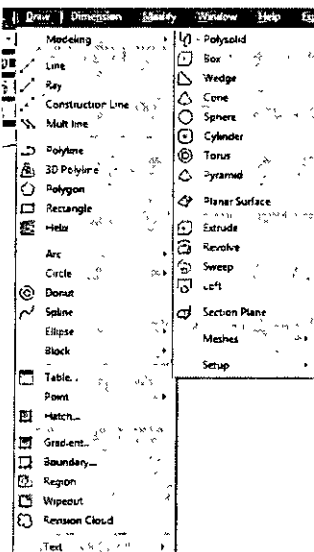 Draw Dimension Modify Window Help
Modeling
Line
Ray
Construction Line
Multiline
Polyline
3D Polyline
Polygon
Rectangle
Helix
Arc
Circle
Donut
Spline
Ellipse
Block
Table...
Point
Hatch...
Gradient...
Boundary...
Region
Wipeout
Revision Cloud
Text
Polysolid
Box
Wedge
Cone
Sphere
Cylinder
Torus
Pyramid
Planar Surface
Extrude
Revolve
Sweep
Loft
Section Plane
Meshes
Setup